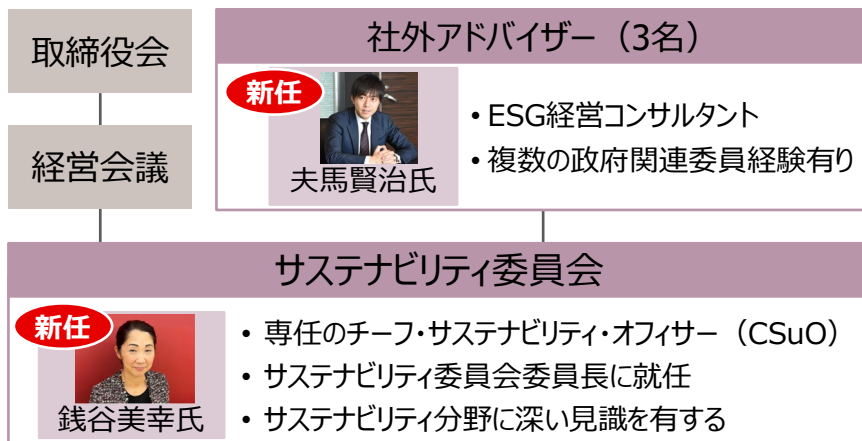 取締役会
経営会議
社外アドバイザー（3名）
新任
夫馬賢治氏
• ESG経営コンサルタント
• 複数の政府関連委員経験有り
サステナビリティ委員会
新任
銭谷美幸氏
• 専任のチーフ・サステナビリティ・オフィサー（CSuO）
• サステナビリティ委員会委員長に就任
• サステナビリティ分野に深い見識を有する